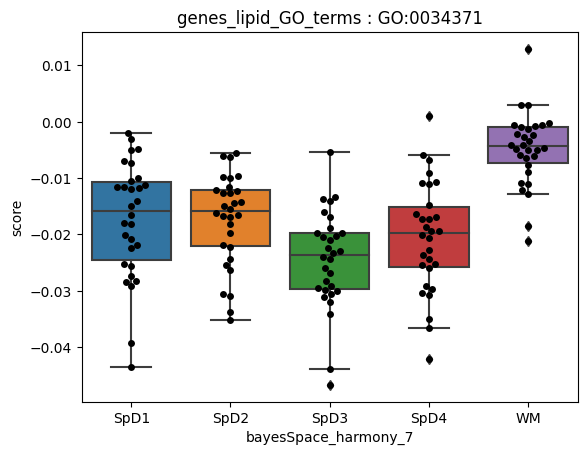 genes_lipid_GO_terms : GO:0034371
score
0.01
0.00
−0.01
−0.02
−0.03
−0.04
SpD1 SpD2 SpD3 SpD4 WM
bayesSpace_harmony_7